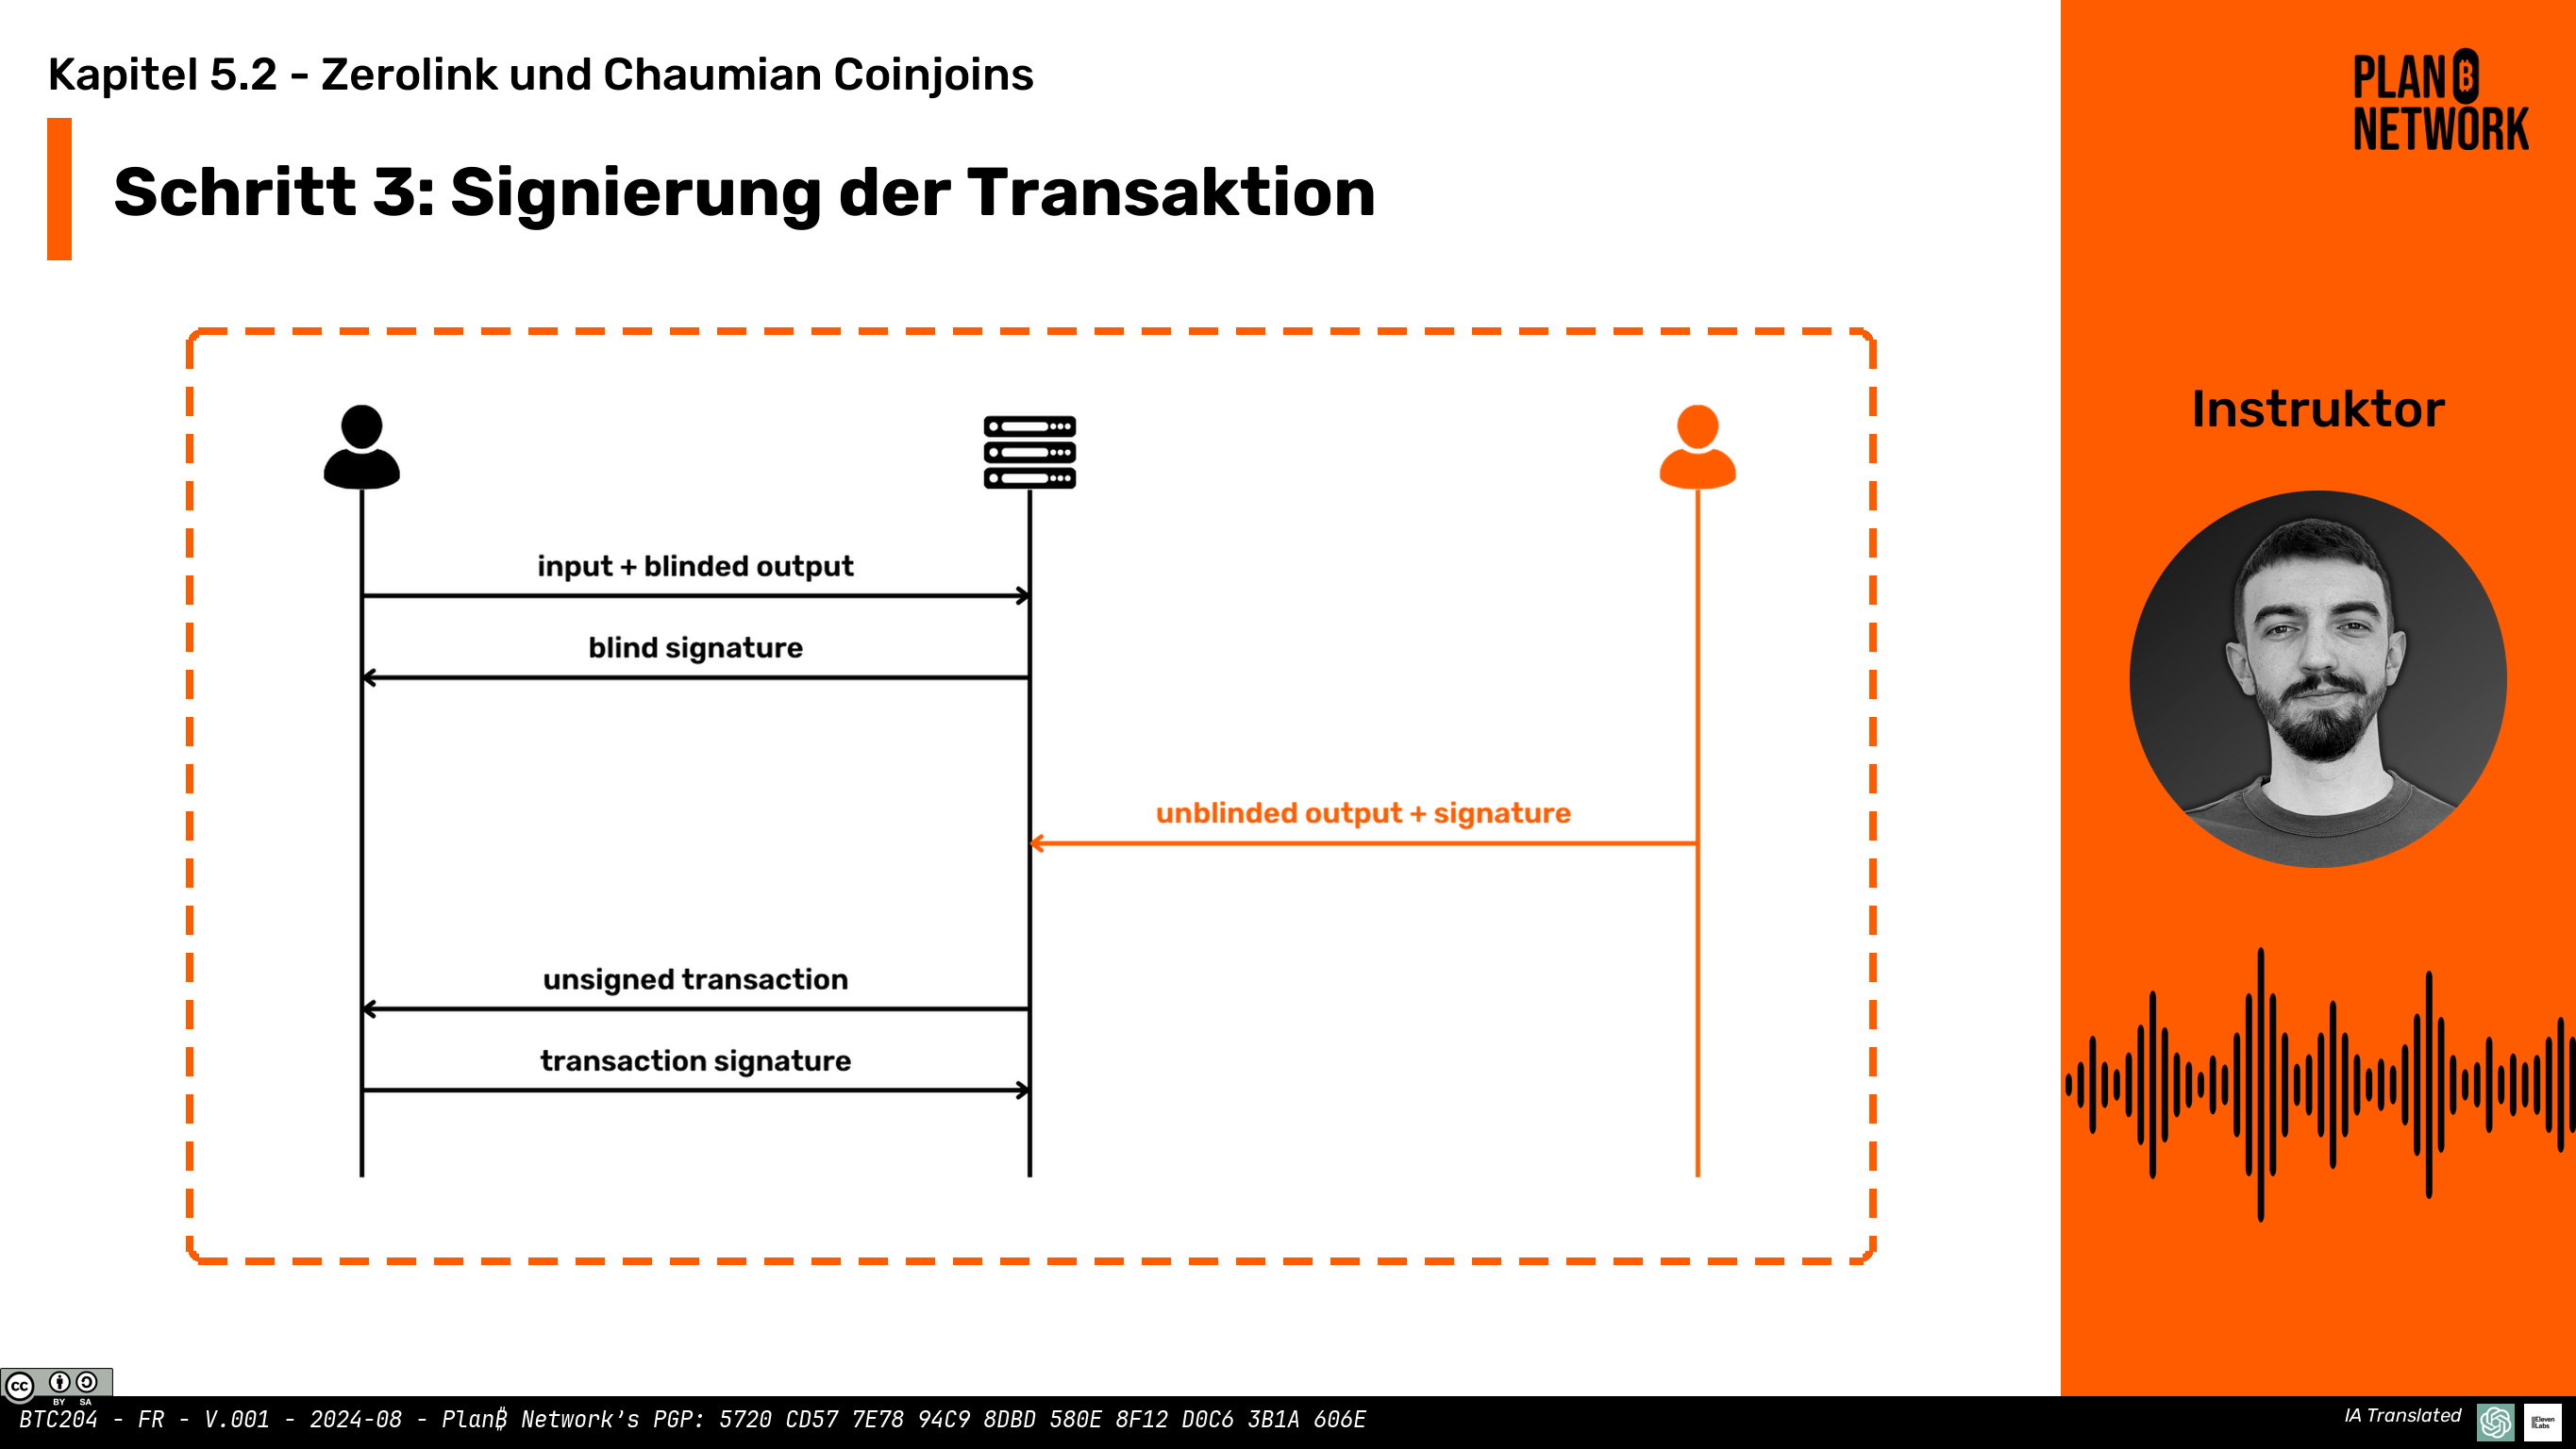 Kapitel 5.2 - Zerolink und Chaumian Coinjoins
Schritt 3: Signierung der Transaktion
PLAN ₿
NETWORK
Instruktor
input + blinded output
blind signature
unblinded output + signature
unsigned transaction
transaction signature
cc
BY SA
BTC204 - FR - V.001 - 2024-08 - Plan₿ Network's PGP: 5720 CD57 7E78 94C9 8DBD 580E 8F12 D0C6 3B1A 606E
IA Translated
ElevenLabs